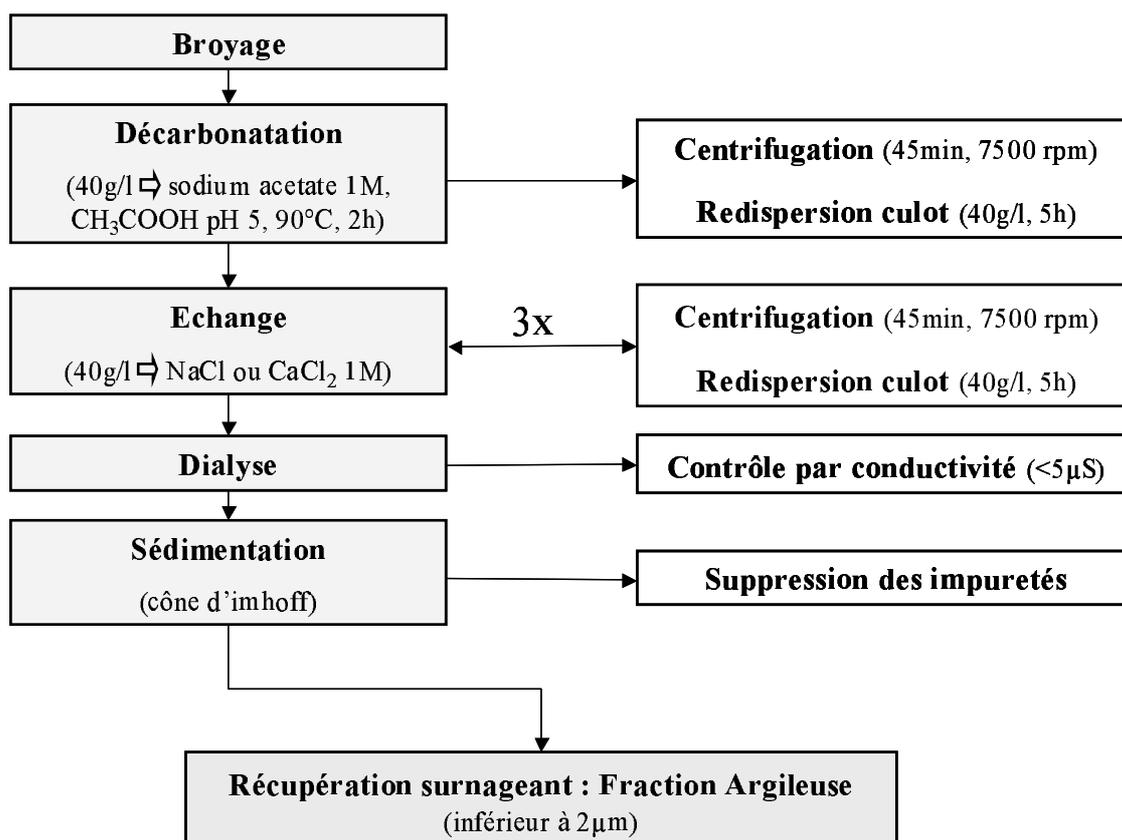 Broyage
Décarbonatation
(40g/l ⇨ sodium acetate 1M,
CH₃COOH pH 5, 90°C, 2h)
Centrifugation (45min, 7500 rpm)
Redispersion culot (40g/l, 5h)
Echange
(40g/l ⇨ NaCl ou CaCl₂ 1M)
3x
Centrifugation (45min, 7500 rpm)
Redispersion culot (40g/l, 5h)
Dialyse
Contrôle par conductivité (<5µS)
Sédimentation
(cône d'imhoff)
Suppression des impuretés
Récupération surnageant : Fraction Argileuse
(inférieur à 2µm)